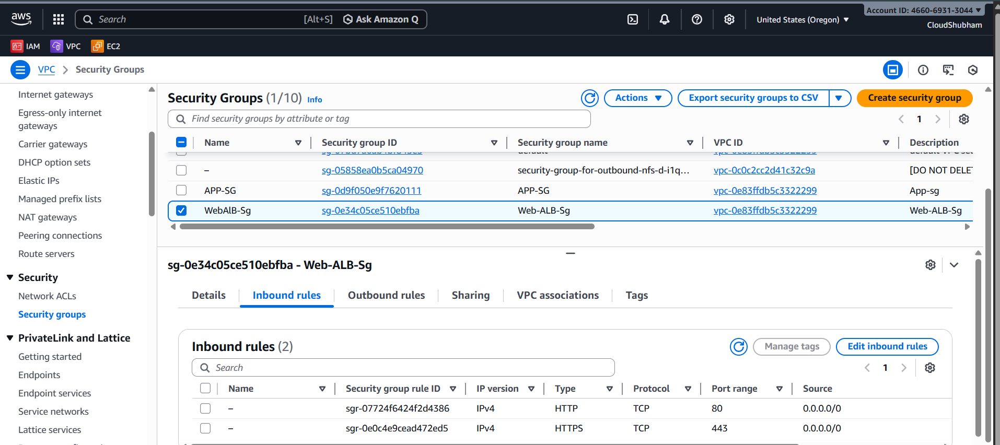 aws
Search [Alt+S] Ask Amazon Q United States (Oregon) Account ID: 4660-6931-3044
CloudShubham
IAM VPC EC2
VPC Security Groups
Internet gateways
Egress-only internet
gateways
Carrier gateways
DHCP option sets
Elastic IPs
Managed prefix lists
NAT gateways
Peering connections
Route servers
Security
Network ACLs
Security groups
PrivateLink and Lattice
Getting started
Endpoints
Endpoint services
Service networks
Lattice services
Security Groups (1/10) Info Actions Export security groups to CSV Create security group
Find security groups by attribute or tag 1
Name Security group ID Security group name VPC ID Description
– sg-05858ea0b5ca04970 security-group-for-outbound-nfs-d-i1q... vpc-0c0c2cc2d41c32c9a [DO NOT DELE
APP-SG sg-0d9f050e9f7620111 APP-SG vpc-0e83ffdb5c3322299 App-sg
WebAlB-Sg sg-0e34c05ce510ebfba Web-ALB-Sg vpc-0e83ffdb5c3322299 Web-ALB-Sg
sg-0e34c05ce510ebfba - Web-ALB-Sg
Details Inbound rules Outbound rules Sharing VPC associations Tags
Inbound rules (2) Manage tags Edit inbound rules
Search 1
Name Security group rule ID IP version Type Protocol Port range Source
– sgr-07724f6424f2d4386 IPv4 HTTP TCP 80 0.0.0.0/0
– sgr-0e0c4e9cead472ed5 IPv4 HTTPS TCP 443 0.0.0.0/0